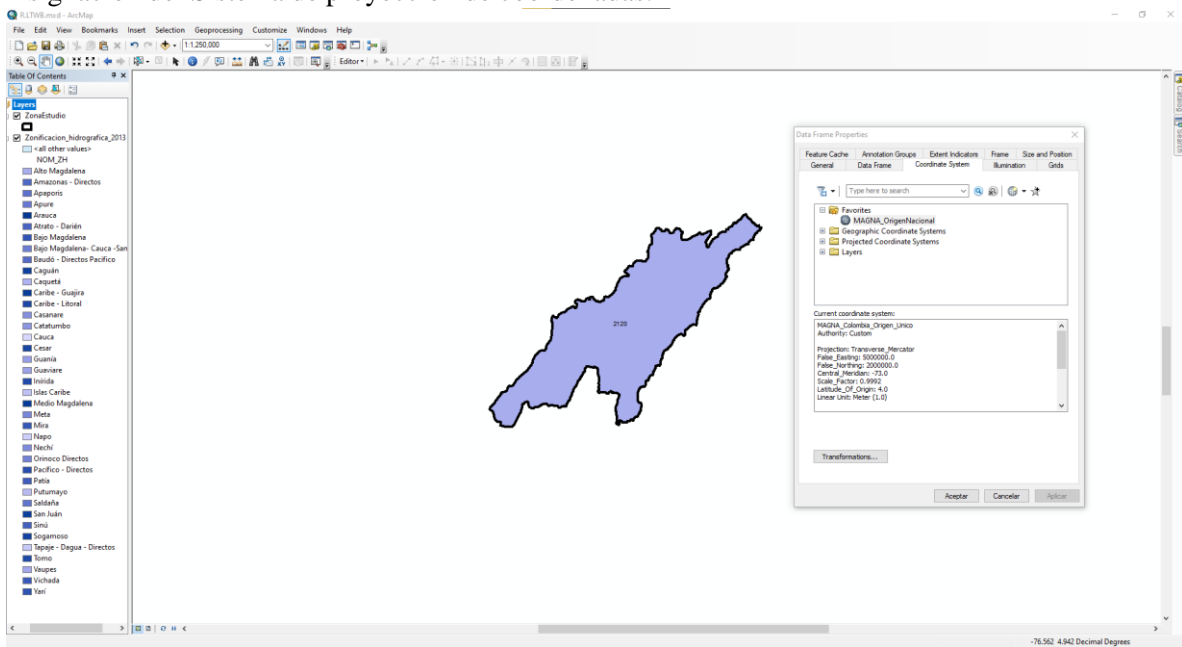 R.LTWB.mxd - ArcMap
File Edit View Bookmarks Insert Selection Geoprocessing Customize Windows Help
1:1.250,000
Editor
Table Of Contents
Layers
ZonaEstudio
Zonificacion_hidrografica_2013
<all other values>
NOM_ZH
Alto Magdalena
Amazonas - Directos
Apaporis
Apure
Arauca
Atrato - Darién
Bajo Magdalena
Bajo Magdalena- Cauca -San
Baudó - Directos Pacifico
Caguán
Caquetá
Caribe - Guajira
Caribe - Litoral
Casanare
Catatumbo
Cauca
Cesar
Guanía
Guaviare
Inírida
Islas Caribe
Medio Magdalena
Meta
Mira
Napo
Nechí
Orinoco Directos
Pacifico - Directos
Patía
Putumayo
Saldaña
San Juán
Sinú
Sogamoso
Tapaje - Dagua - Directos
Tomo
Vaupes
Vichada
Yarí
2120
Data Frame Properties
Feature Cache Annotation Groups Extent Indicators Frame Size and Position
General Data Frame Coordinate System Illumination Grids
Type here to search
Favorites
MAGNA_OrigenNacional
Geographic Coordinate Systems
Projected Coordinate Systems
Layers
Current coordinate system:
MAGNA_Colombia_Origen_Unico
Authority: Custom
Projection: Transverse_Mercator
False_Easting: 5000000.0
False_Northing: 2000000.0
Central_Meridian: -73.0
Scale_Factor: 0.9992
Latitude_Of_Origin: 4.0
Linear Unit: Meter (1.0)
Transformations...
Aceptar Cancelar Aplicar
Catalog
Search
-76.562 4.942 Decimal Degrees